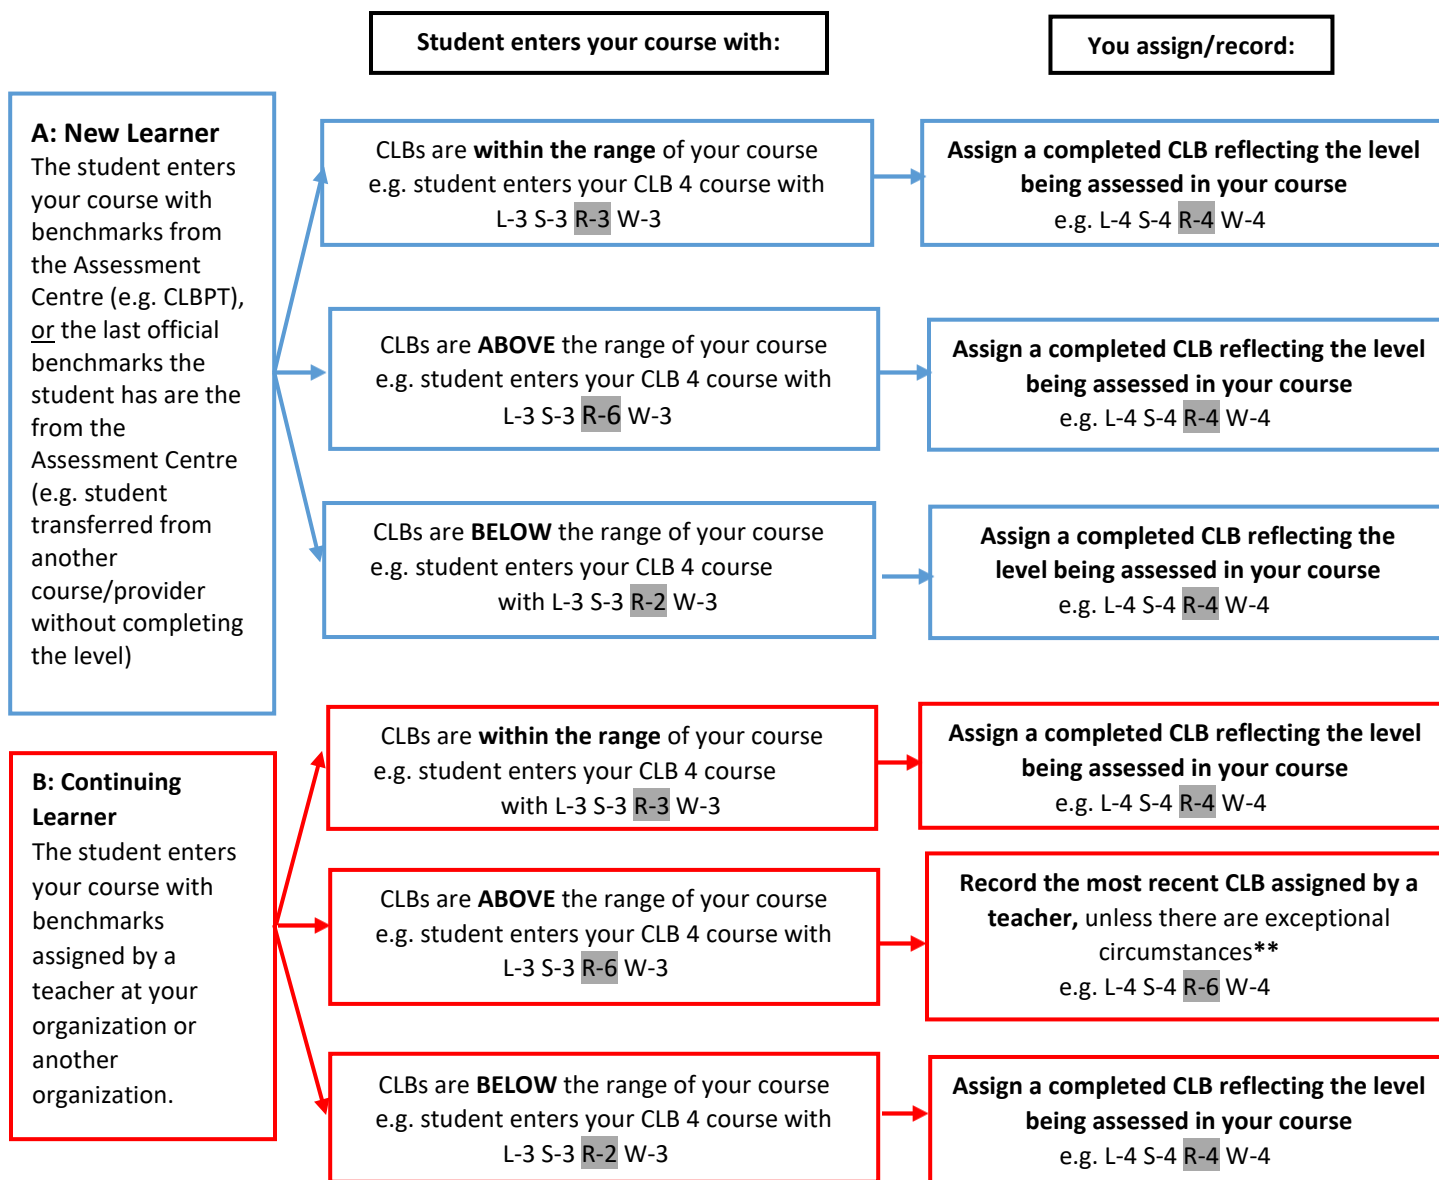 Student enters your course with:
You assign/record:
A: New Learner
The student enters
your course with
benchmarks from
the Assessment
Centre (e.g. CLBPT),
or the last official
benchmarks the
student has are the
from the
Assessment Centre
(e.g. student
transferred from
another
course/provider
without completing
the level)
CLBs are within the range of your course
e.g. student enters your CLB 4 course with
L-3 S-3 R-3 W-3
Assign a completed CLB reflecting the level
being assessed in your course
e.g. L-4 S-4 R-4 W-4
CLBs are ABOVE the range of your course
e.g. student enters your CLB 4 course with
L-3 S-3 R-6 W-3
Assign a completed CLB reflecting the level
being assessed in your course
e.g. L-4 S-4 R-4 W-4
CLBs are BELOW the range of your course
e.g. student enters your CLB 4 course
with L-3 S-3 R-2 W-3
Assign a completed CLB reflecting the
level being assessed in your course
e.g. L-4 S-4 R-4 W-4
B: Continuing
Learner
The student enters
your course with
benchmarks
assigned by a
teacher at your
organization or
another
organization.
CLBs are within the range of your course
e.g. student enters your CLB 4 course
with L-3 S-3 R-3 W-3
Assign a completed CLB reflecting the level
being assessed in your course
e.g. L-4 S-4 R-4 W-4
CLBs are ABOVE the range of your course
e.g. student enters your CLB 4 course with
L-3 S-3 R-6 W-3
Record the most recent CLB assigned by a
teacher, unless there are exceptional
circumstances**
e.g. L-4 S-4 R-6 W-4
CLBs are BELOW the range of your course
e.g. student enters your CLB 4 course with
L-3 S-3 R-2 W-3
Assign a completed CLB reflecting the level
being assessed in your course
e.g. L-4 S-4 R-4 W-4